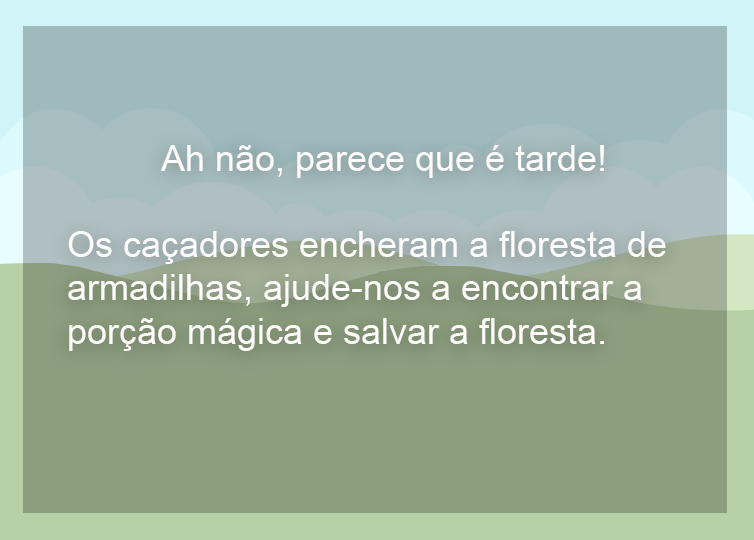 Ah não, parece que é tarde!
Os caçadores encheram a floresta de
armadilhas, ajude-nos a encontrar a
porção mágica e salvar a floresta.